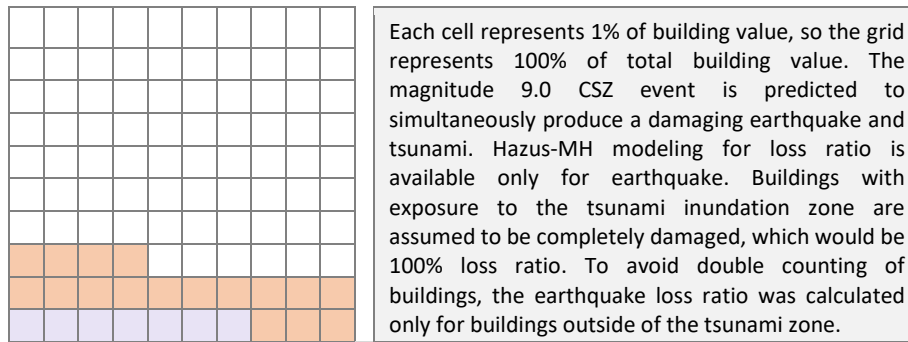 Each cell represents 1% of building value, so the grid
represents 100% of total building value. The
magnitude 9.0 CSZ event is predicted to
simultaneously produce a damaging earthquake and
tsunami. Hazus-MH modeling for loss ratio is
available only for earthquake. Buildings with
exposure to the tsunami inundation zone are
assumed to be completely damaged, which would be
100% loss ratio. To avoid double counting of
buildings, the earthquake loss ratio was calculated
only for buildings outside of the tsunami zone.